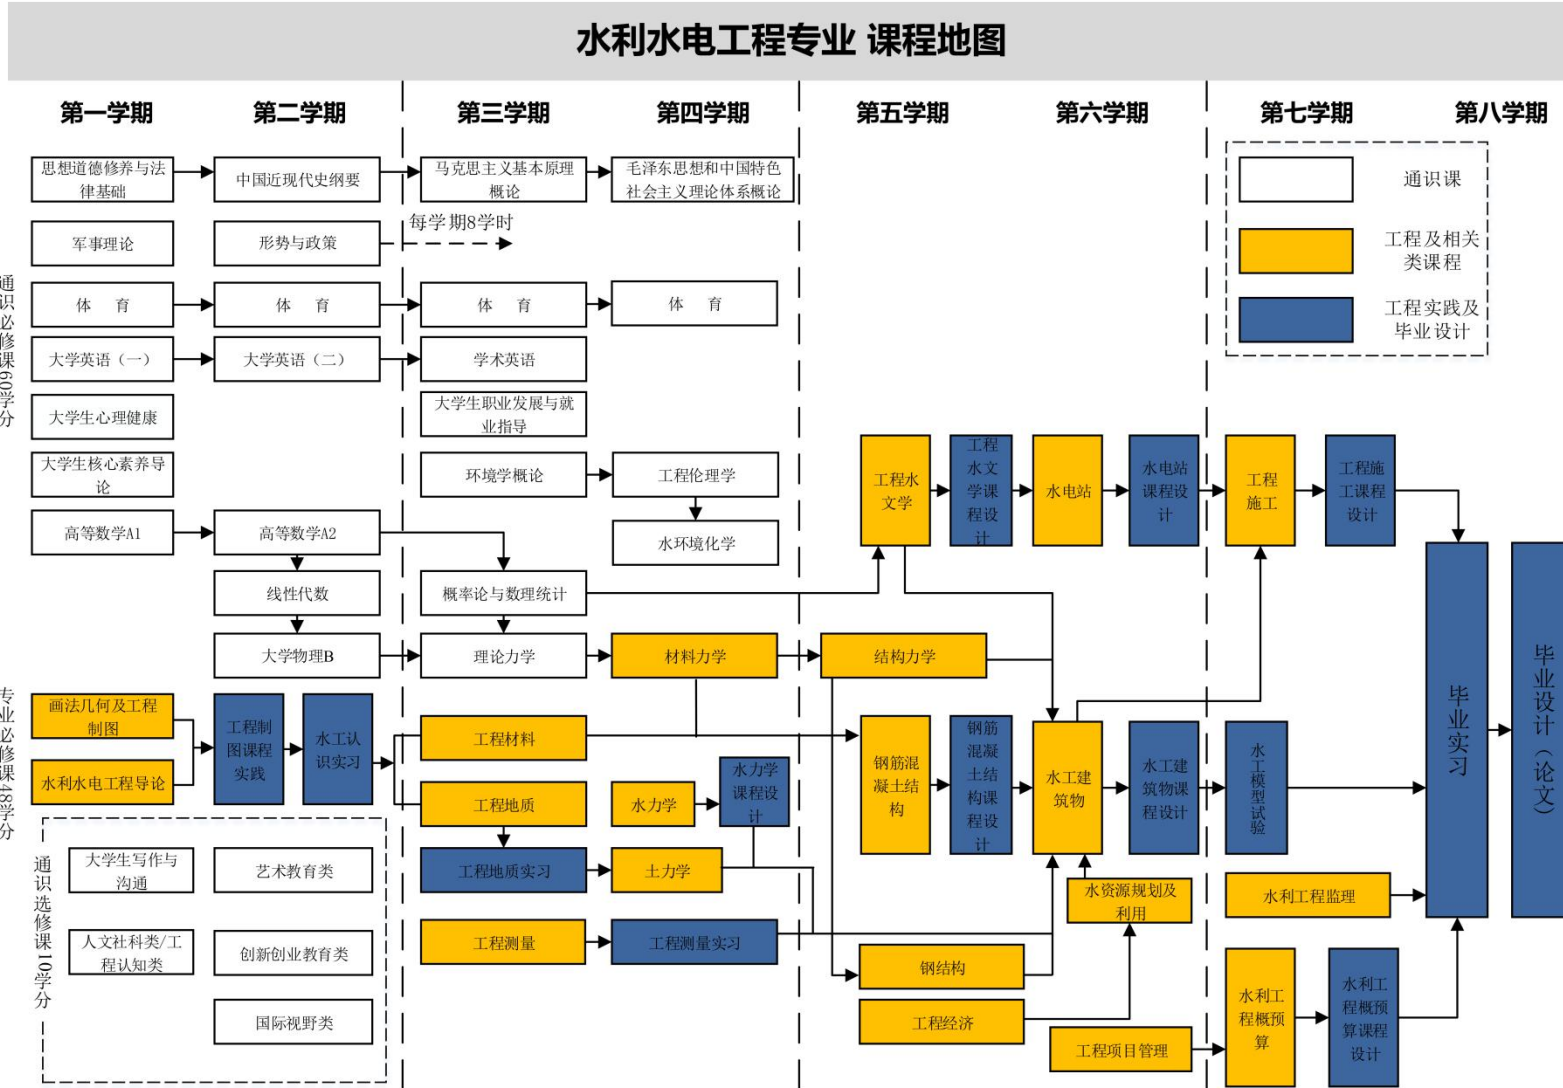 水利水电工程专业 课程地图
第一学期
第二学期
第三学期
第四学期
第五学期
第六学期
第七学期
第八学期
思想道德修养与法
律基础
中国近现代史纲要
马克思主义基本原理
概论
毛泽东思想和中国特色
社会主义理论体系概论
通识课
军事理论
形势与政策
每学期8学时
工程及相关
类课程
体 育
体 育
体 育
体 育
工程实践及
毕业设计
大学英语（一）
大学英语（二）
学术英语
大学生心理健康
大学生职业发展与就
业指导
大学生核心素养导
论
环境学概论
工程伦理学
高等数学A1
高等数学A2
水环境化学
线性代数
概率论与数理统计
大学物理B
理论力学
材料力学
结构力学
通识必修课60学分
工程水
文学
工程
水文
学课
程设
计
水电站
水电站
课程设
计
工程
施工
工程施
工课程
设计
毕业实习
毕业设计（论文）
专业必修课48学分
画法几何及工程
制图
水利水电工程导论
工程制
图课程
实践
水工认
识实习
工程材料
工程地质
水力学
水力学
课程设
计
钢筋混
凝土结
构
钢筋
混凝
土结
构课
程设
计
水工建
筑物
水工建
筑物课
程设计
水工模型试验
工程地质实习
土力学
工程测量
工程测量实习
水资源规划及
利用
水利工程监理
钢结构
工程经济
工程项目管理
水利工
程概预
算
水利工
程概预
算课程
设计
通识选修课10学分
大学生写作与
沟通
艺术教育类
人文社科类/工
程认知类
创新创业教育类
国际视野类